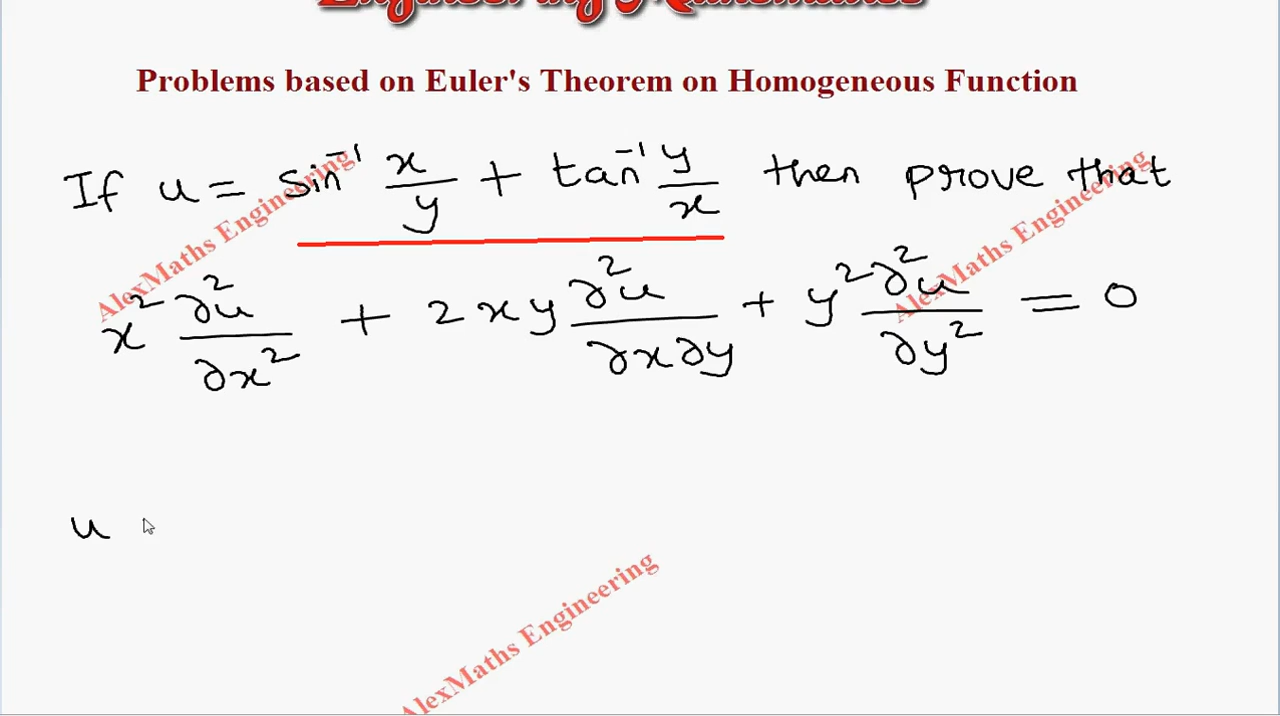 Engineering Mathematics
Problems based on Euler's Theorem on Homogeneous Function
If u = sin⁻¹ x/y + tan⁻¹ y/x then prove that
x² ∂²u/∂x² + 2xy ∂²u/∂x∂y + y² ∂²u/∂y² = 0
u
AlexMaths Engineering
AlexMaths Engineering
AlexMaths Engineering